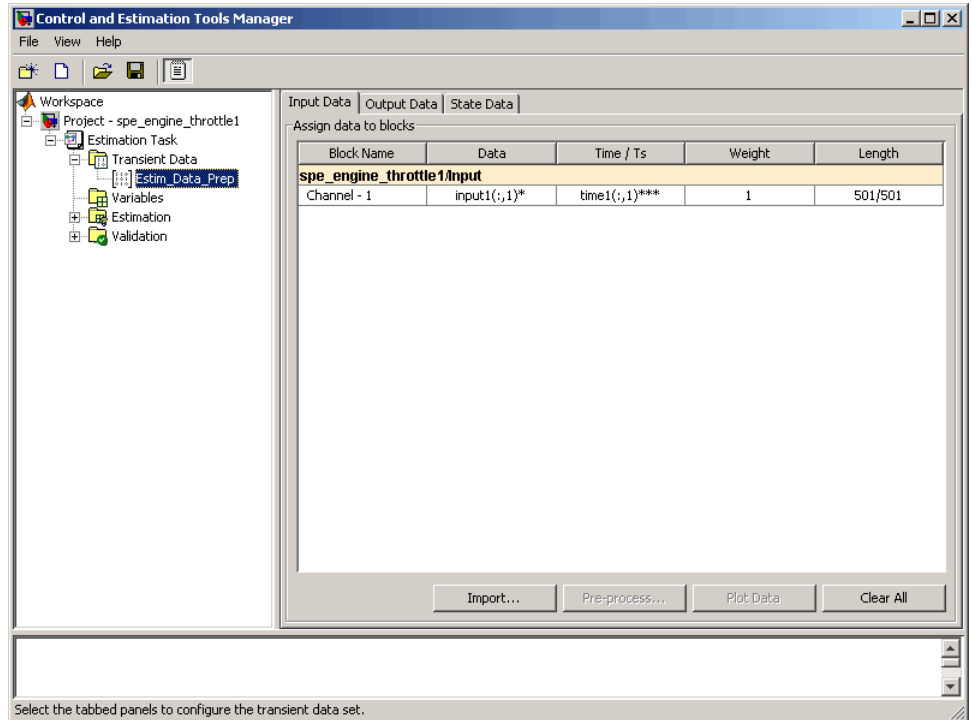 Control and Estimation Tools Manager
File View Help
Workspace
Project - spe_engine_throttle1
Estimation Task
Transient Data
Estim_Data_Prep
Variables
Estimation
Validation
Input Data Output Data State Data
Assign data to blocks
Block Name Data Time / Ts Weight Length
spe_engine_throttle1/Input
Channel - 1 input1(:,1)* time1(:,1)*** 1 501/501
Import... Pre-process... Plot Data Clear All
Select the tabbed panels to configure the transient data set.